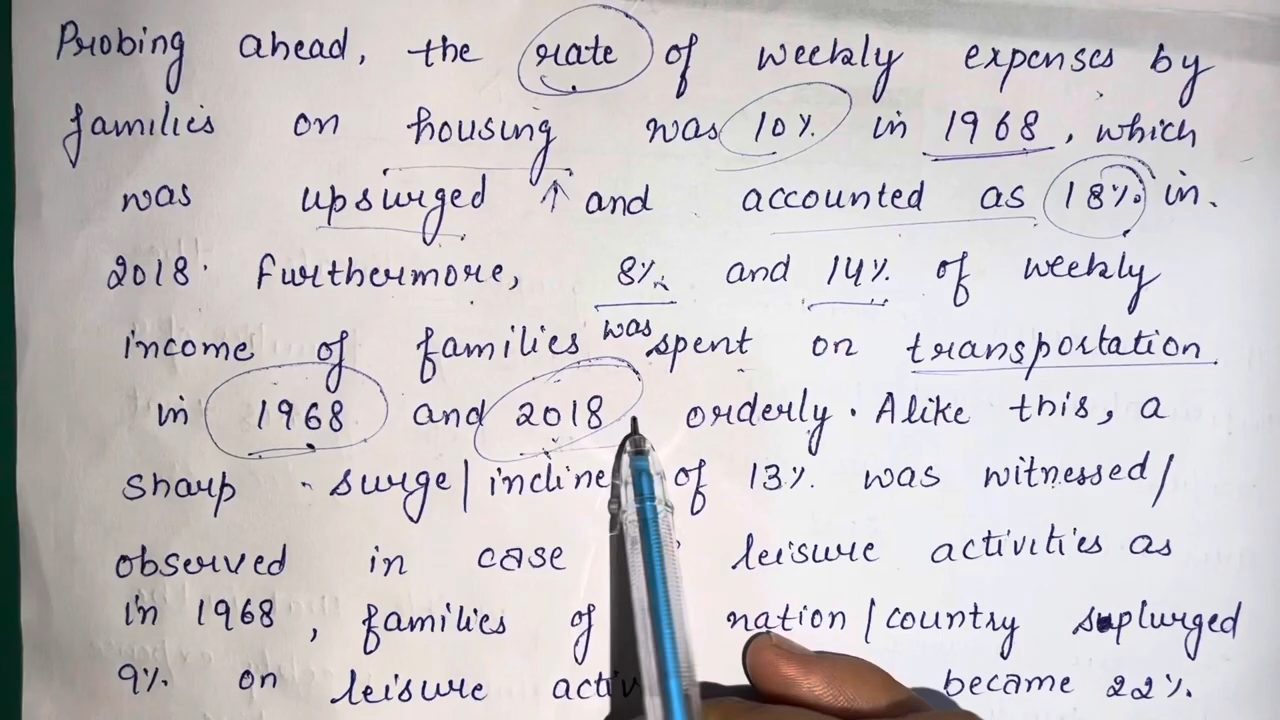 Probing ahead, the rate of weekly expenses by
families on housing was 10% in 1968, which
was upsurged ↑ and accounted as 18% in
2018. Furthermore, 8% and 14% of weekly
income of families was spent on transportation
in 1968 and 2018 orderly. Alike this, a
sharp surge/incline of 13% was witnessed/
observed in case leisure activities as
in 1968, families of nation/country splurged
9% on leisure became 22%.